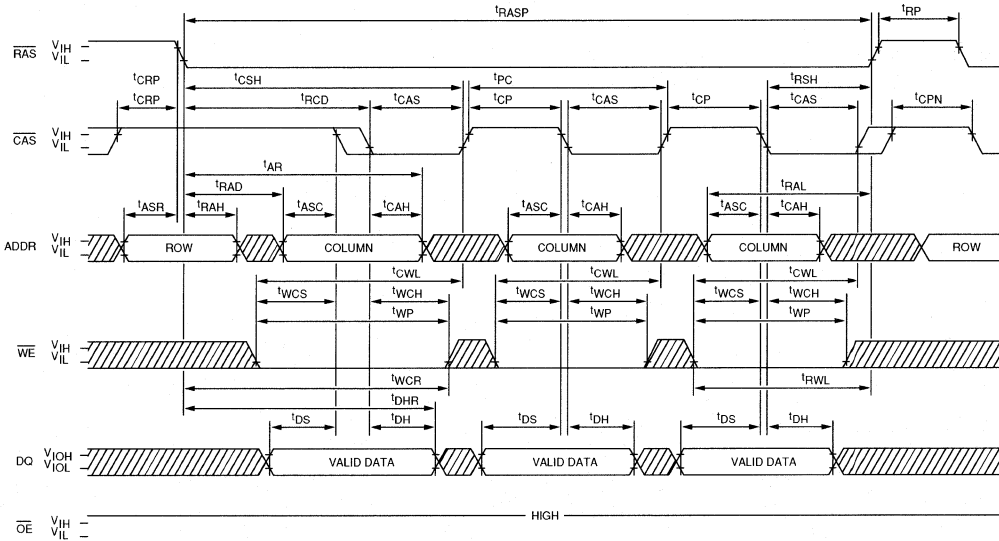 tRASP
tRP
RAS VIH
VIL
tCRP
tCSH
tPC
tRSH
tCRP
tRCD
tCAS
tCP
tCAS
tCP
tCAS
tCPN
CAS VIH
VIL
tAR
tRAD
tRAL
tASR
tRAH
tASC
tCAH
tASC
tCAH
tASC
tCAH
ADDR VIH
VIL
ROW
COLUMN
COLUMN
COLUMN
ROW
tCWL
tCWL
tCWL
tWCS
tWCH
tWCS
tWCH
tWCS
tWCH
tWP
tWP
tWP
WE VIH
VIL
tWCR
tRWL
tDHR
tDS
tDH
tDS
tDH
tDS
tDH
DQ VIOH
VIOL
VALID DATA
VALID DATA
VALID DATA
OE VIH
VIL
HIGH